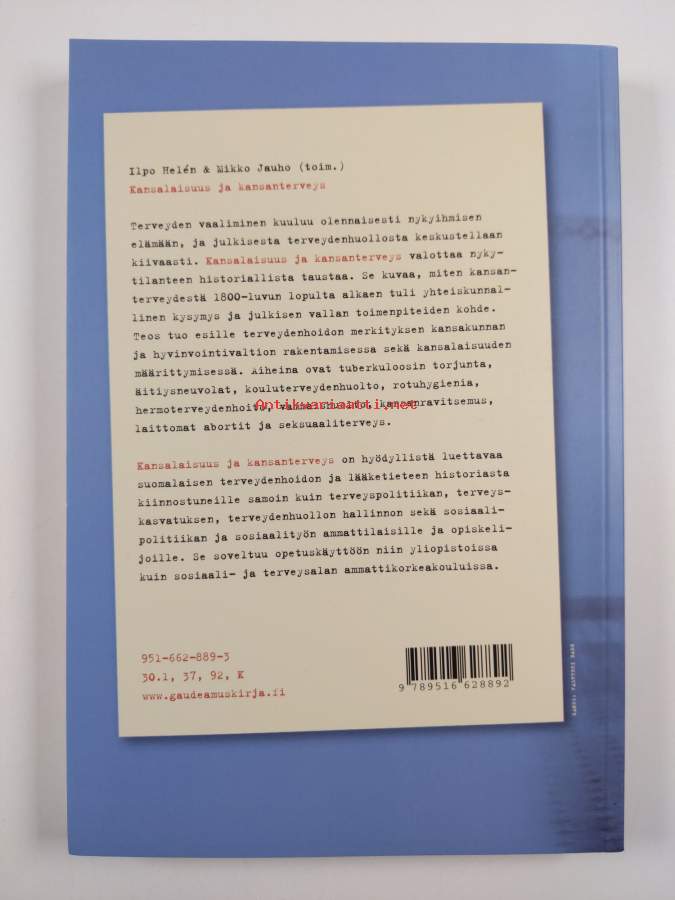 Ilpo Helén & Mikko Jauho (toim.)
Kansalaisuus ja kansanterveys
Terveyden vaaliminen kuuluu olennaisesti nykyihmisen
elämään, ja julkisesta terveydenhuollosta keskustellaan
kiivaasti. Kansalaisuus ja kansanterveys valottaa nyky-
tilanteen historiallista taustaa. Se kuvaa, miten kansan-
terveydestä 1800-luvun lopulta alkaen tuli yhteiskunnal-
linen kysymys ja julkisen vallan toimenpiteiden kohde.
Teos tuo esille terveydenhoidon merkityksen kansakunnan
ja hyvinvointivaltion rakentamisessa sekä kansalaisuuden
määrittymisessä. Aiheina ovat tuberkuloosin torjunta,
äitiysneuvolat, kouluterveydenhuolto, rotuhygienia,
hermoterveydenhoito, kansanravitsemus,
Antikvariaatti.net
laittomat abortit ja seksuaaliterveys.
Kansalaisuus ja kansanterveys on hyödyllistä luettavaa
suomalaisen terveydenhoidon ja lääketieteen historiasta
kiinnostuneille samoin kuin terveyspolitiikan, terveys-
kasvatuksen, terveydenhuollon hallinnon sekä sosiaali-
politiikan ja sosiaalityön ammattilaisille ja opiskeli-
joille. Se soveltuu opetuskäyttöön niin yliopistoissa
kuin sosiaali- ja terveysalan ammattikorkeakouluissa.
951-662-889-3
30.1, 37, 92, K
www.gaudeamuskirja.fi
9 789516 628892